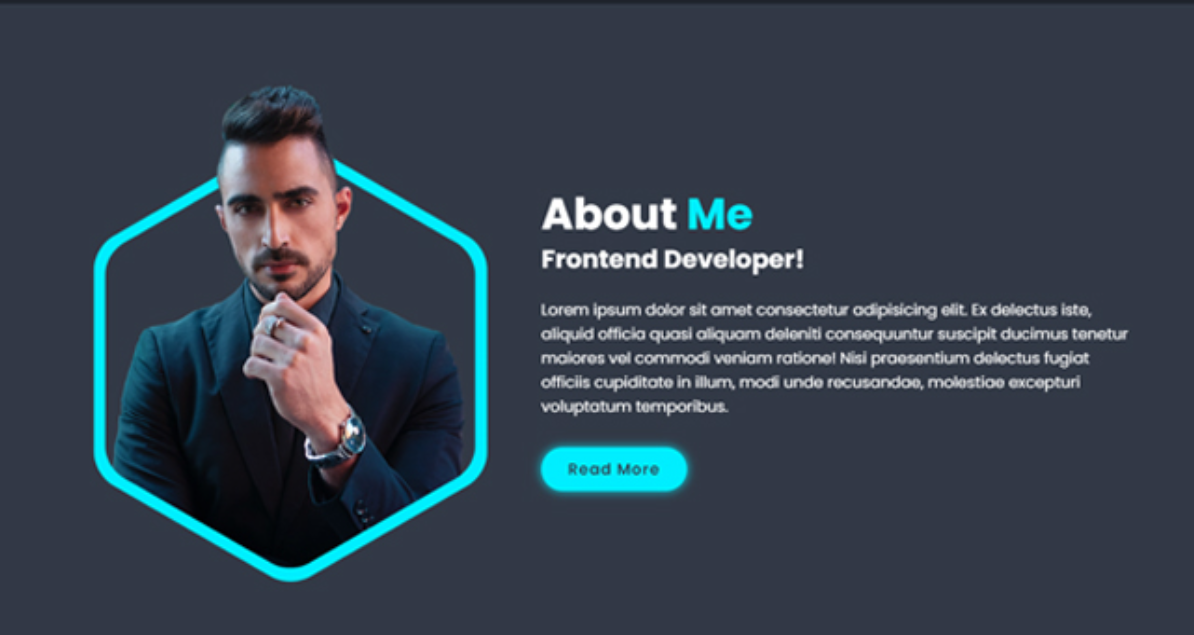 About Me
Frontend Developer!
Lorem ipsum dolor sit amet consectetur adipisicing elit. Ex delectus iste,
aliquid officia quasi aliquam deleniti consequuntur suscipit ducimus tenetur
maiores vel commodi veniam ratione! Nisi praesentium delectus fugiat
officiis cupiditate in illum, modi unde recusandae, molestiae excepturi
voluptatum temporibus.
Read More